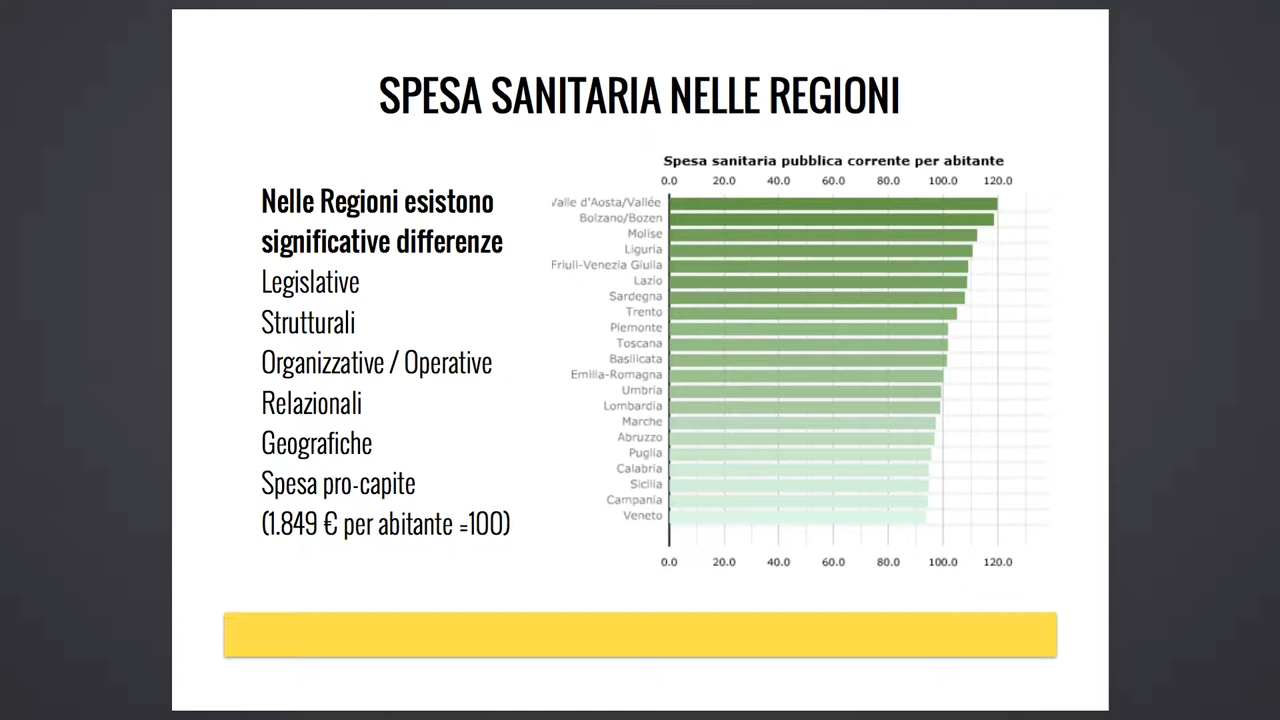 SPESA SANITARIA NELLE REGIONI
Nelle Regioni esistono
significative differenze
Legislative
Strutturali
Organizzative / Operative
Relazionali
Geografiche
Spesa pro-capite
(1.849 € per abitante =100)
Spesa sanitaria pubblica corrente per abitante
0.0 20.0 40.0 60.0 80.0 100.0 120.0
Valle d'Aosta/Vallée
Bolzano/Bozen
Molise
Liguria
Friuli-Venezia Giulia
Lazio
Sardegna
Trento
Piemonte
Toscana
Basilicata
Emilia-Romagna
Umbria
Lombardia
Marche
Abruzzo
Puglia
Calabria
Sicilia
Campania
Veneto
0.0 20.0 40.0 60.0 80.0 100.0 120.0